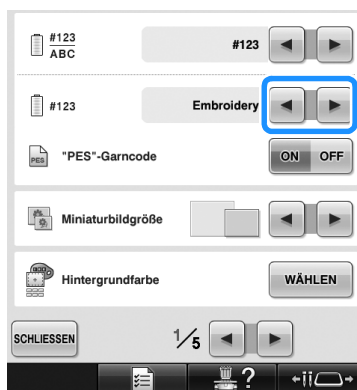 #123
ABC
#123
#123
Embroidery
PES
"PES"-Garncode
ON OFF
Miniaturbildgröße
Hintergrundfarbe
WÄHLEN
SCHLIESSEN
1/5
?